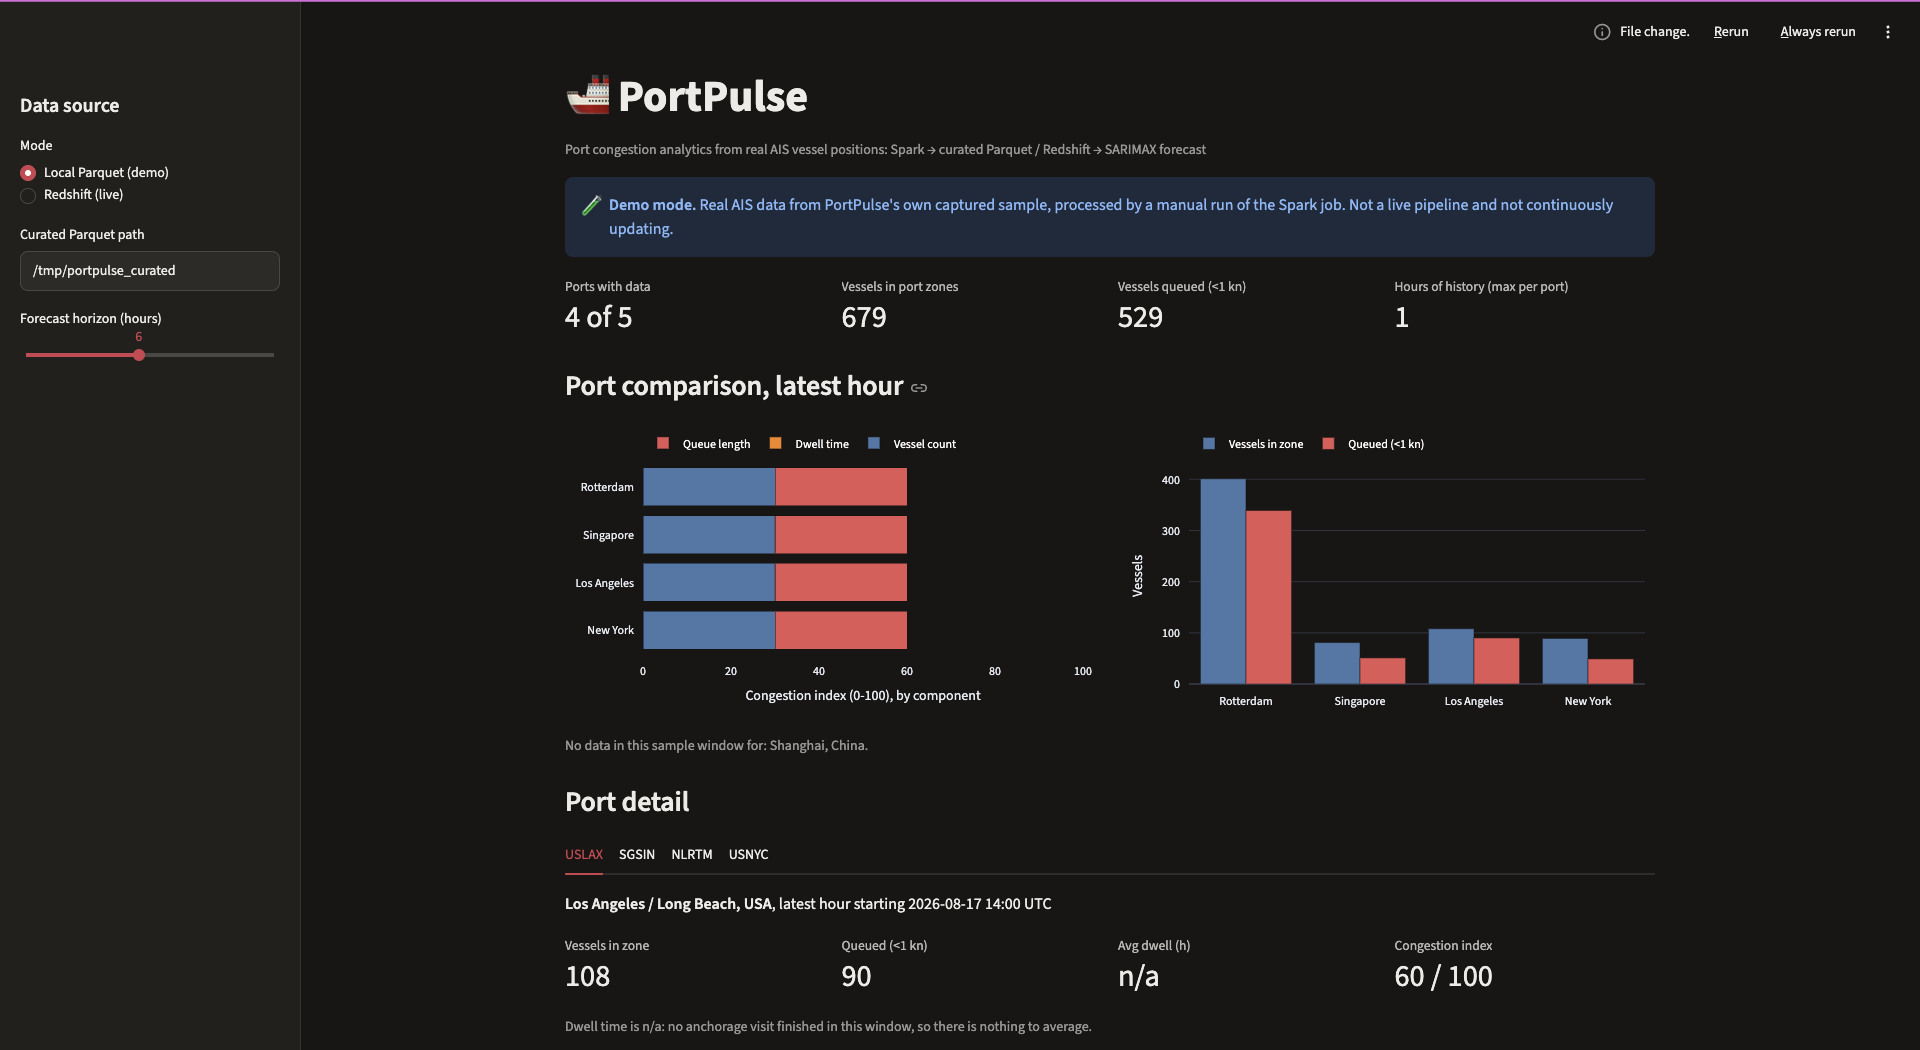 File change.
Rerun
Always rerun
Data source
Mode
Local Parquet (demo)
Redshift (live)
Curated Parquet path
/tmp/portpulse_curated
Forecast horizon (hours)
6
PortPulse
Port congestion analytics from real AIS vessel positions: Spark → curated Parquet / Redshift → SARIMAX forecast
Demo mode. Real AIS data from PortPulse's own captured sample, processed by a manual run of the Spark job. Not a live pipeline and not continuously
updating.
Ports with data
4 of 5
Vessels in port zones
679
Vessels queued (<1 kn)
529
Hours of history (max per port)
1
Port comparison, latest hour
Queue length
Dwell time
Vessel count
Rotterdam
Singapore
Los Angeles
New York
0 20 40 60 80 100
Congestion index (0-100), by component
Vessels in zone
Queued (<1 kn)
Vessels
400
300
200
100
0
Rotterdam Singapore Los Angeles New York
No data in this sample window for: Shanghai, China.
Port detail
USLAX SGSIN NLRTM USNYC
Los Angeles / Long Beach, USA, latest hour starting 2026-08-17 14:00 UTC
Vessels in zone
108
Queued (<1 kn)
90
Avg dwell (h)
n/a
Congestion index
60 / 100
Dwell time is n/a: no anchorage visit finished in this window, so there is nothing to average.